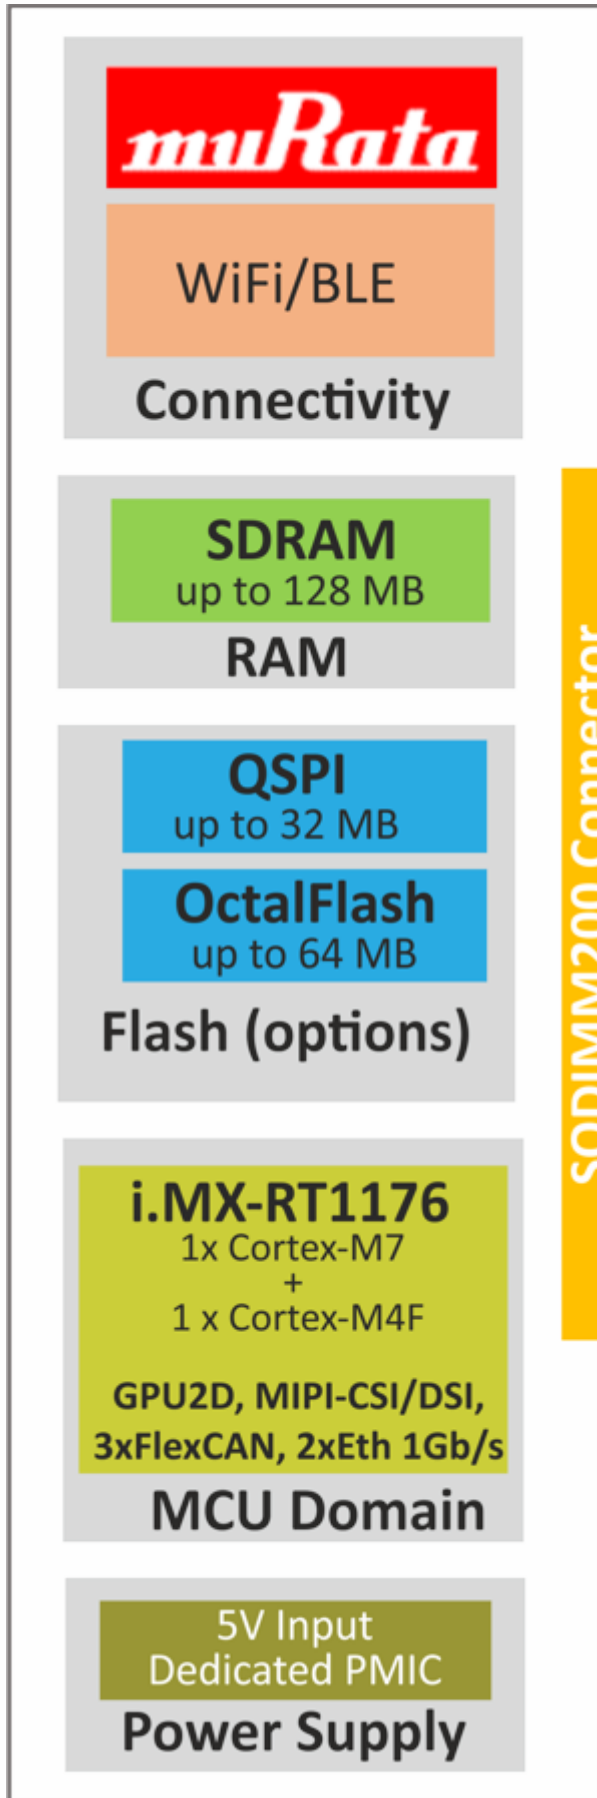 muRata
WiFi/BLE
Connectivity
SDRAM
up to 128 MB
RAM
QSPI
up to 32 MB
OctalFlash
up to 64 MB
Flash (options)
i.MX-RT1176
1x Cortex-M7
+
1 x Cortex-M4F
GPU2D, MIPI-CSI/DSI,
3xFlexCAN, 2xEth 1Gb/s
MCU Domain
5V Input
Dedicated PMIC
Power Supply
SODIMM200 Connector